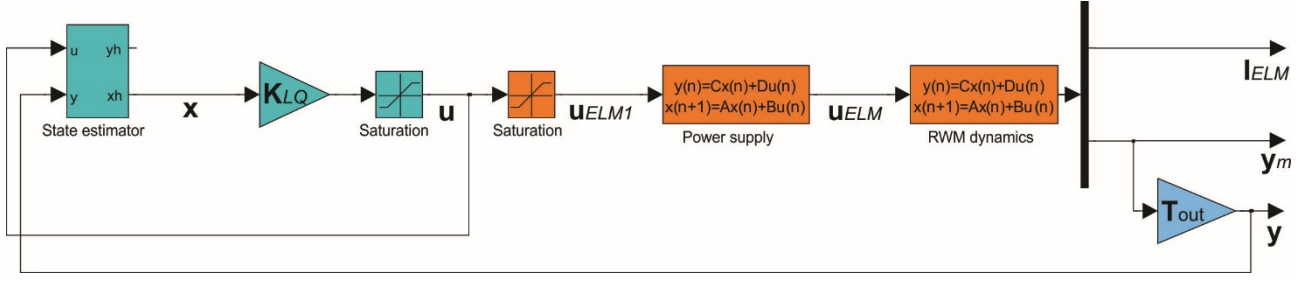 u
yh
y
xh
State estimator
x
KLQ
Saturation
u
Saturation
uELM1
y(n)=Cx(n)+Du(n)
x(n+1)=Ax(n)+Bu(n)
Power supply
uELM
y(n)=Cx(n)+Du(n)
x(n+1)=Ax(n)+Bu(n)
RWM dynamics
IELM
ym
Tout
y